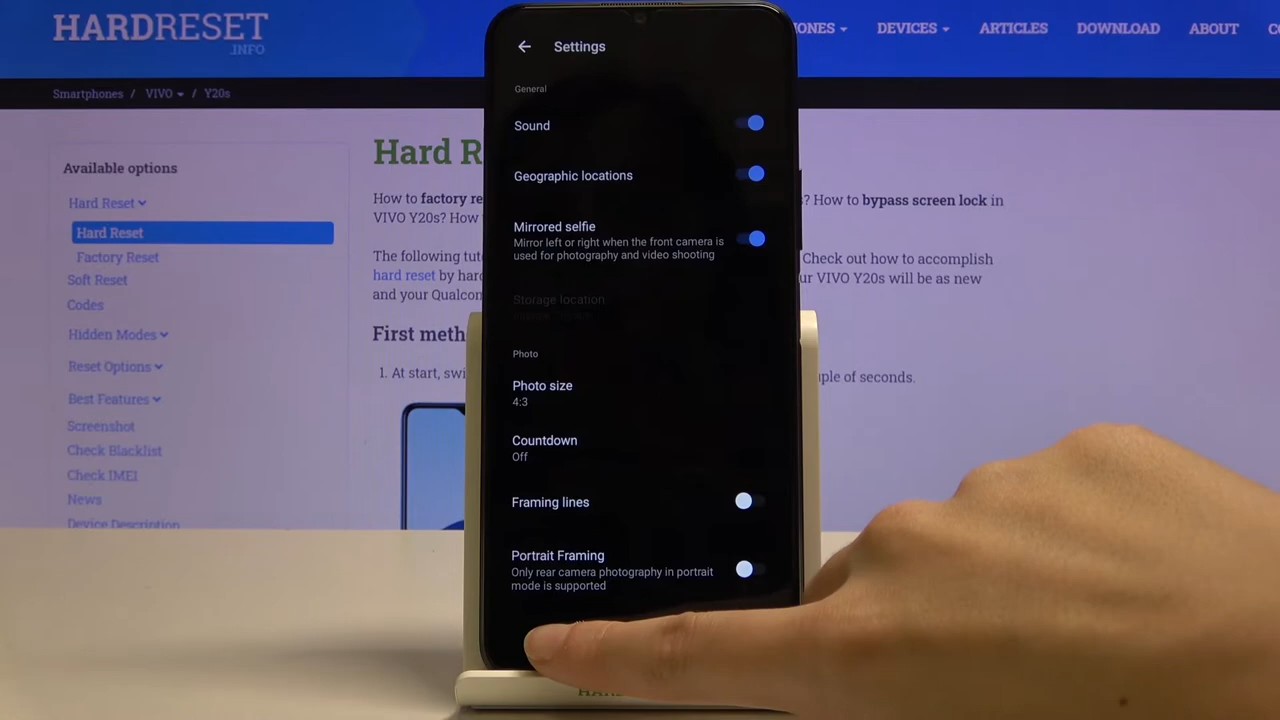 HARDRESET
.INFO
DEVICES
ARTICLES
DOWNLOAD
ABOUT
Smartphones / VIVO / Y20s
Available options
Hard Reset
Hard Reset
Factory Reset
Soft Reset
Codes
Hidden Modes
Reset Options
Best Features
Screenshot
Check Blacklist
Check IMEI
News
Device Description
Hard R
How to factory re
s? How to bypass screen lock in
VIVO Y20s? How
The following tut
Check out how to accomplish
hard reset by hard
ur VIVO Y20s will be as new
and your Qualcon
First meth
1. At start, swi
ple of seconds.
Settings
General
Sound
Geographic locations
Mirrored selfie
Mirror left or right when the front camera is
used for photography and video shooting
Storage location
Photo
Photo size
4:3
Countdown
Off
Framing lines
Portrait Framing
Only rear camera photography in portrait
mode is supported